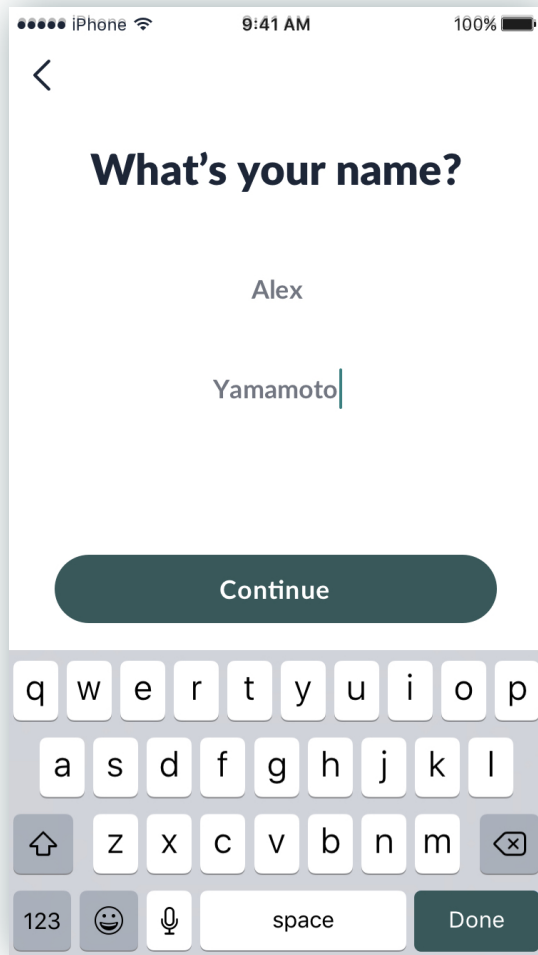 iPhone 9:41 AM 100%
What’s your name?
Alex
Yamamoto
Continue
q w e r t y u i o p
a s d f g h j k l
z x c v b n m
123 space Done